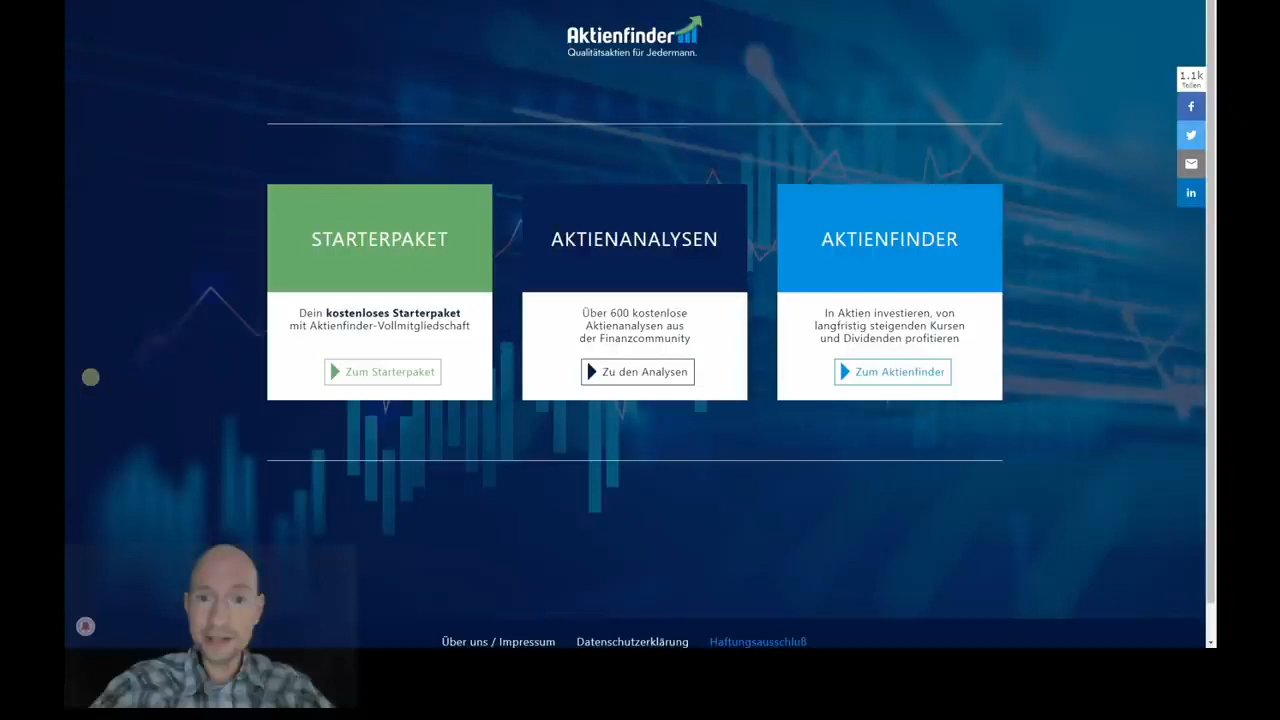 Aktienfinder
Qualitätsaktien für Jedermann.
1.1k
Teilen
STARTERPAKET
Dein kostenloses Starterpaket
mit Aktienfinder-Vollmitgliedschaft
Zum Starterpaket
AKTIENANALYSEN
Über 600 kostenlose
Aktienanalysen aus
der Finanzcommunity
Zu den Analysen
AKTIENFINDER
In Aktien investieren, von
langfristig steigenden Kursen
und Dividenden profitieren
Zum Aktienfinder
Über uns / Impressum
Datenschutzerklärung
Haftungsausschluß